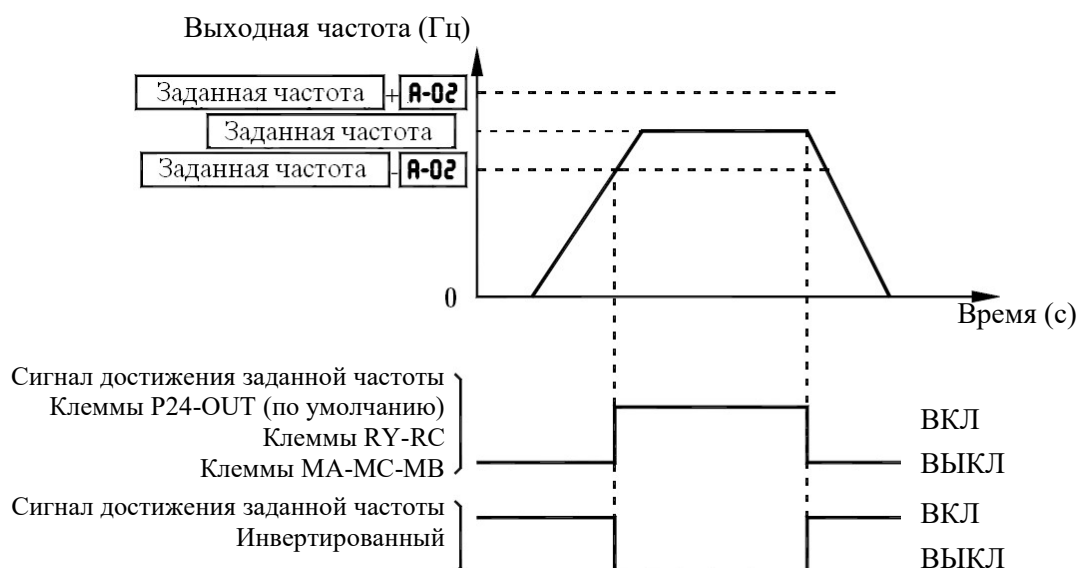 Выходная частота (Гц)
Заданная частота + A-02
Заданная частота
Заданная частота - A-02
0
Время (с)
Сигнал достижения заданной частоты
Клеммы P24-OUT (по умолчанию)
ВКЛ
Клеммы RY-RC
Клеммы MA-MC-MB
ВЫКЛ
Сигнал достижения заданной частоты
ВКЛ
Инвертированный
ВЫКЛ